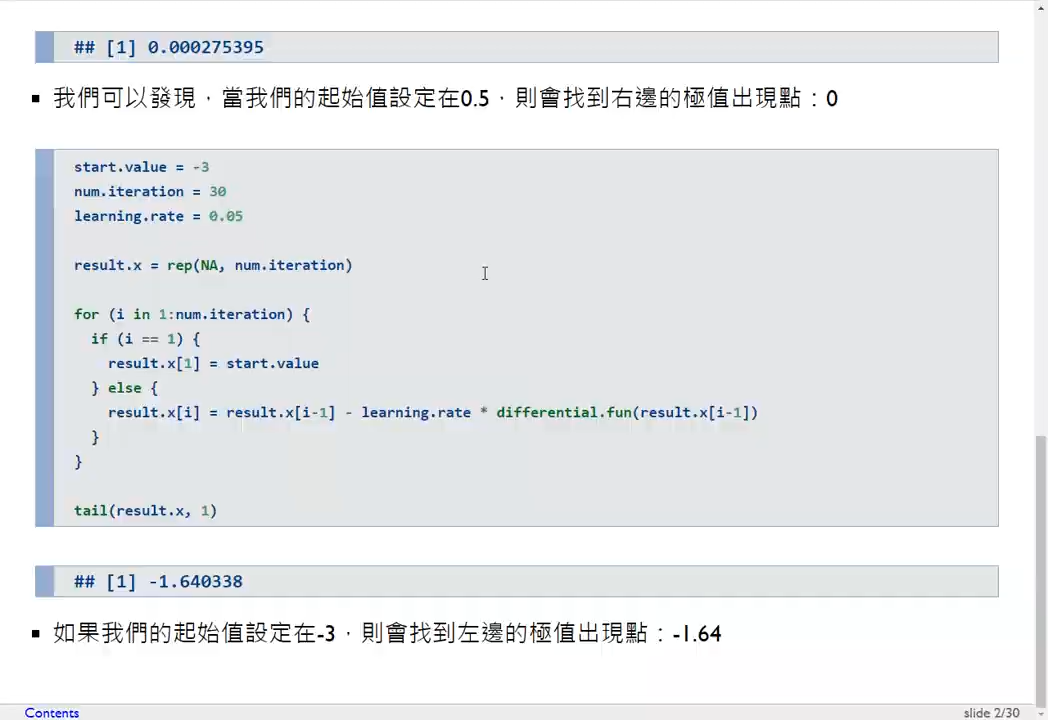 ## [1] 0.000275395
▪ 我們可以發現，當我們的起始值設定在0.5，則會找到右邊的極值出現點：0
start.value = -3
num.iteration = 30
learning.rate = 0.05
result.x = rep(NA, num.iteration)
for (i in 1:num.iteration) {
  if (i == 1) {
    result.x[1] = start.value
  } else {
    result.x[i] = result.x[i-1] - learning.rate * differential.fun(result.x[i-1])
  }
}
tail(result.x, 1)
## [1] -1.640338
▪ 如果我們的起始值設定在-3，則會找到左邊的極值出現點：-1.64
Contents
slide 2/30